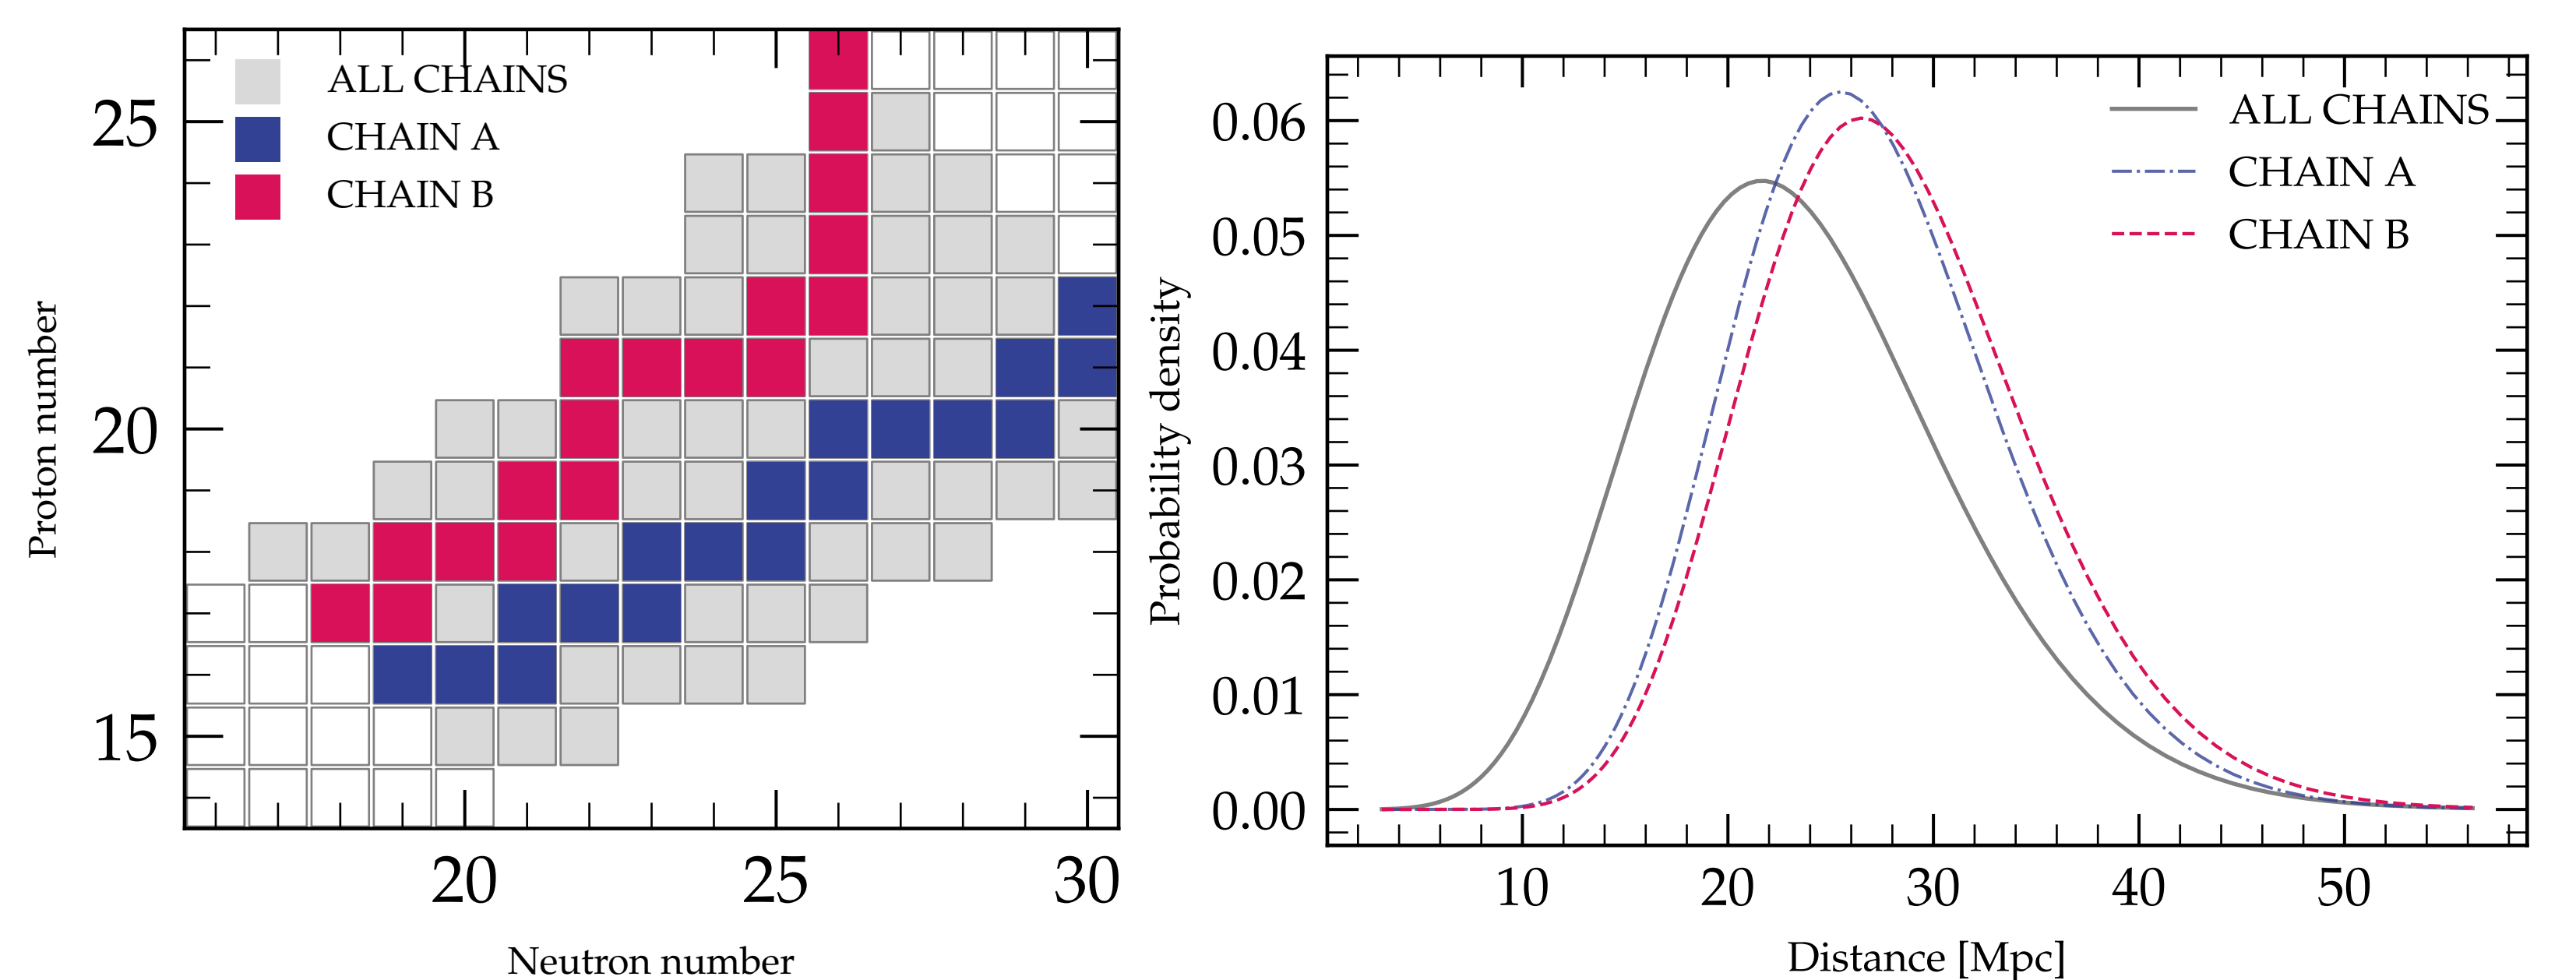 ALL CHAINS
CHAIN A
CHAIN B
25
20
15
Proton number
20 25 30
Neutron number
ALL CHAINS
CHAIN A
CHAIN B
0.06
0.05
0.04
0.03
0.02
0.01
0.00
Probability density
10 20 30 40 50
Distance [Mpc]